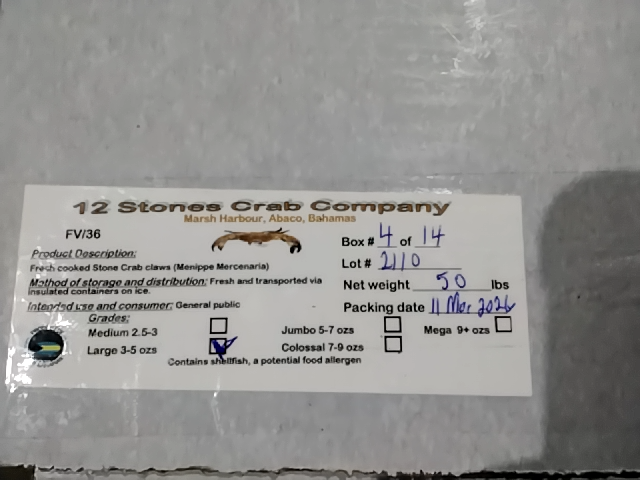 12 Stones Crab Company
Marsh Harbour, Abaco, Bahamas
FV/36
Box # 4 of 14
Product Description:
Lot # 2110
Fresh cooked Stone Crab claws (Menippe Mercenaria)
Method of storage and distribution: Fresh and transported via
insulated containers on ice.
Net weight 50 lbs
Intended use and consumer: General public
Packing date 11 Mar 2026
Grades:
Medium 2.5-3
Jumbo 5-7 ozs
Mega 9+ ozs
Large 3-5 ozs
Colossal 7-9 ozs
Contains shellfish, a potential food allergen